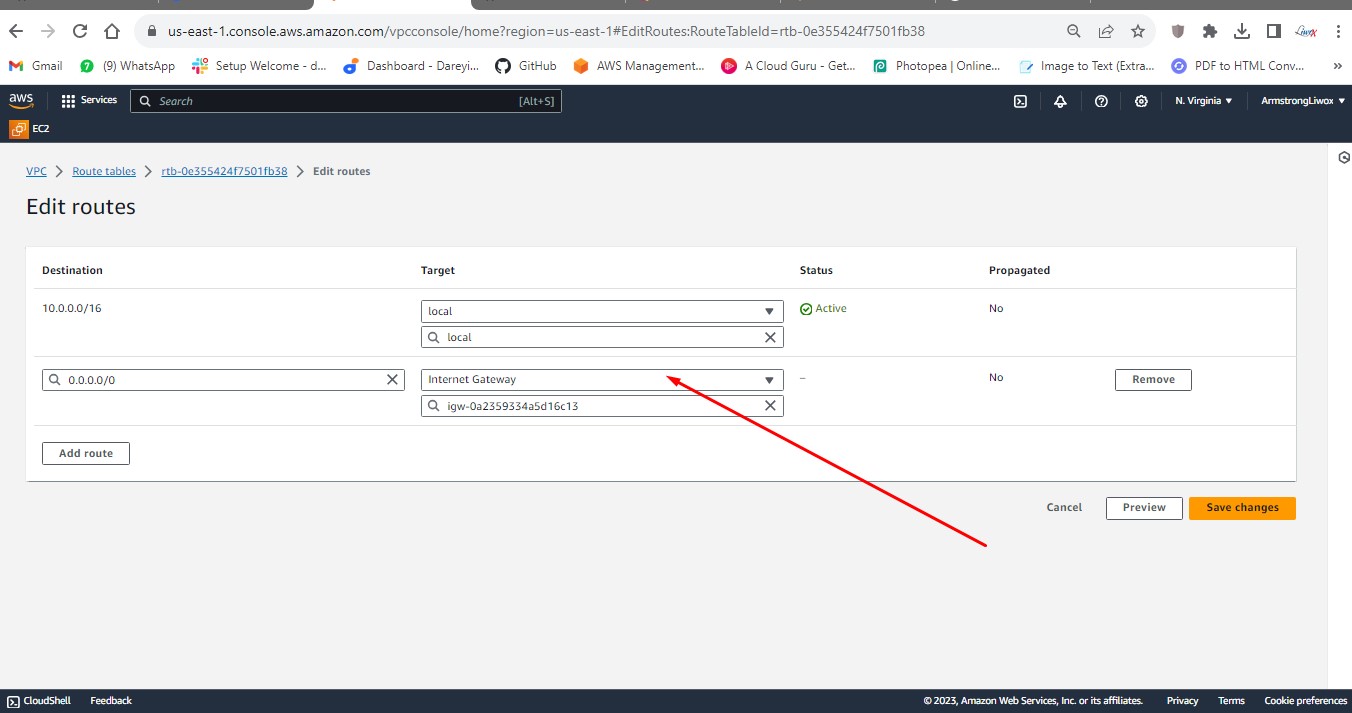 us-east-1.console.aws.amazon.com/vpcconsole/home?region=us-east-1#EditRoutes:RouteTableId=rtb-0e355424f7501fb38
Gmail (9) WhatsApp Setup Welcome - d... Dashboard - Dareyi... GitHub AWS Management... A Cloud Guru - Get... Photopea | Online... Image to Text (Extra... PDF to HTML Conv... »
aws Services Search [Alt+S] N. Virginia ArmstrongLiwox
EC2
VPC Route tables rtb-0e355424f7501fb38 Edit routes
Edit routes
Destination Target Status Propagated
10.0.0.0/16 local Active No
local
0.0.0.0/0 Internet Gateway – No Remove
igw-0a2359334a5d16c13
Add route
Cancel Preview Save changes
CloudShell Feedback © 2023, Amazon Web Services, Inc. or its affiliates. Privacy Terms Cookie preferences